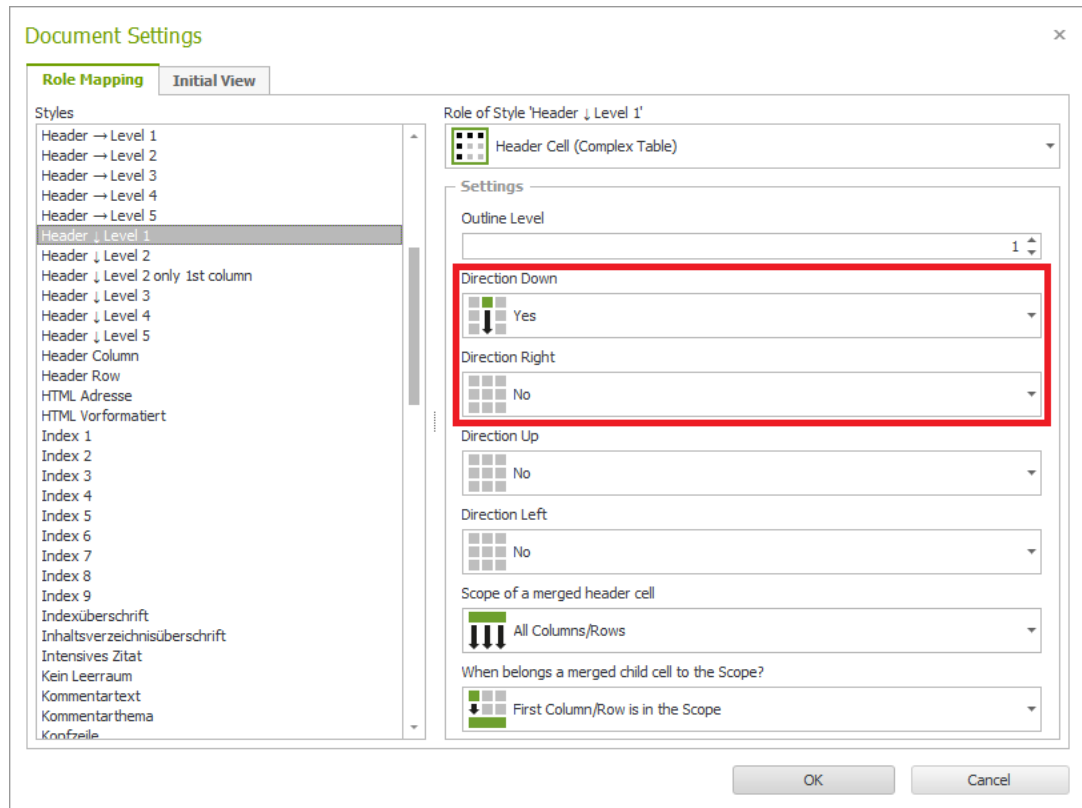 Document Settings
Role Mapping
Initial View
Styles
Header → Level 1
Header → Level 2
Header → Level 3
Header → Level 4
Header → Level 5
Header ↓ Level 1
Header ↓ Level 2
Header ↓ Level 2 only 1st column
Header ↓ Level 3
Header ↓ Level 4
Header ↓ Level 5
Header Column
Header Row
HTML Adresse
HTML Vorformatiert
Index 1
Index 2
Index 3
Index 4
Index 5
Index 6
Index 7
Index 8
Index 9
Indexüberschrift
Inhaltsverzeichnisüberschrift
Intensives Zitat
Kein Leerraum
Kommentartext
Kommentarthema
Kopfzeile
Role of Style 'Header ↓ Level 1'
Header Cell (Complex Table)
Settings
Outline Level
1
Direction Down
Yes
Direction Right
No
Direction Up
No
Direction Left
No
Scope of a merged header cell
All Columns/Rows
When belongs a merged child cell to the Scope?
First Column/Row is in the Scope
OK
Cancel